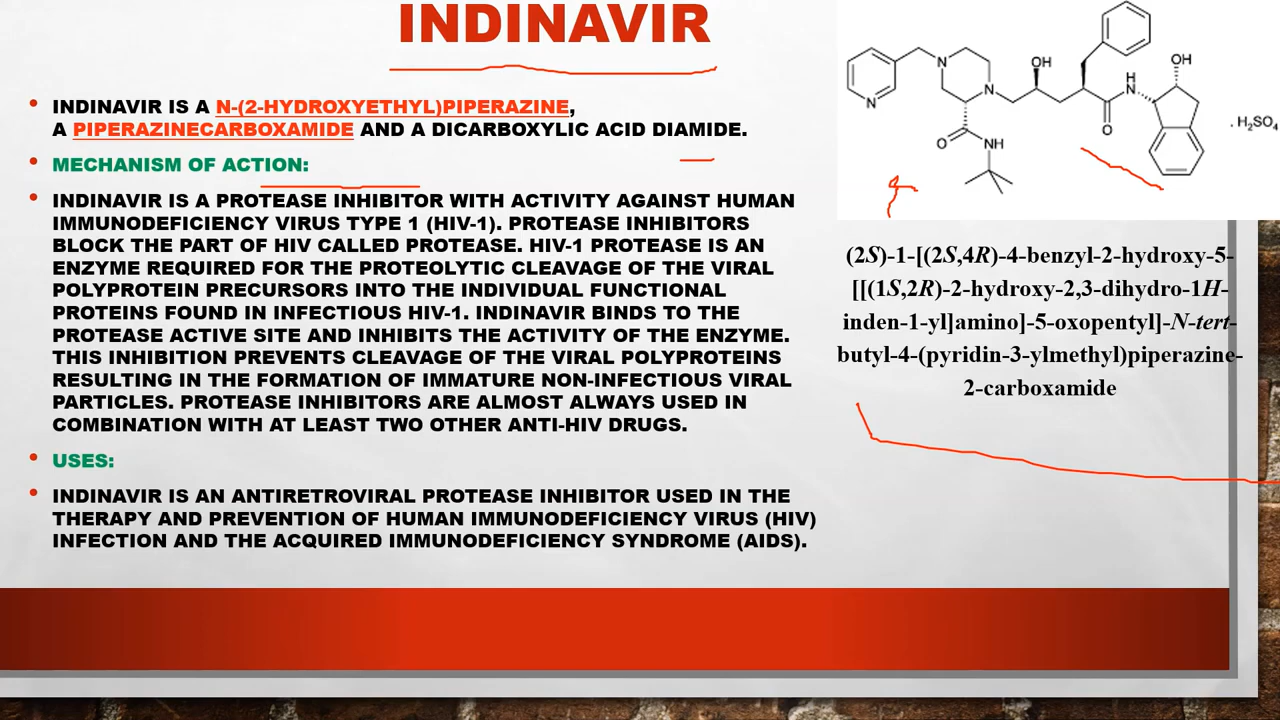 INDINAVIR
• INDINAVIR IS A N-(2-HYDROXYETHYL)PIPERAZINE,
A PIPERAZINECARBOXAMIDE AND A DICARBOXYLIC ACID DIAMIDE.
• MECHANISM OF ACTION:
• INDINAVIR IS A PROTEASE INHIBITOR WITH ACTIVITY AGAINST HUMAN
IMMUNODEFICIENCY VIRUS TYPE 1 (HIV-1). PROTEASE INHIBITORS
BLOCK THE PART OF HIV CALLED PROTEASE. HIV-1 PROTEASE IS AN
ENZYME REQUIRED FOR THE PROTEOLYTIC CLEAVAGE OF THE VIRAL
POLYPROTEIN PRECURSORS INTO THE INDIVIDUAL FUNCTIONAL
PROTEINS FOUND IN INFECTIOUS HIV-1. INDINAVIR BINDS TO THE
PROTEASE ACTIVE SITE AND INHIBITS THE ACTIVITY OF THE ENZYME.
THIS INHIBITION PREVENTS CLEAVAGE OF THE VIRAL POLYPROTEINS
RESULTING IN THE FORMATION OF IMMATURE NON-INFECTIOUS VIRAL
PARTICLES. PROTEASE INHIBITORS ARE ALMOST ALWAYS USED IN
COMBINATION WITH AT LEAST TWO OTHER ANTI-HIV DRUGS.
• USES:
• INDINAVIR IS AN ANTIRETROVIRAL PROTEASE INHIBITOR USED IN THE
THERAPY AND PREVENTION OF HUMAN IMMUNODEFICIENCY VIRUS (HIV)
INFECTION AND THE ACQUIRED IMMUNODEFICIENCY SYNDROME (AIDS).
OH
OH
N
H
N
N
N
O
NH
O
. H₂SO₄
(2S)-1-[(2S,4R)-4-benzyl-2-hydroxy-5-
[[(1S,2R)-2-hydroxy-2,3-dihydro-1H-
inden-1-yl]amino]-5-oxopentyl]-N-tert-
butyl-4-(pyridin-3-ylmethyl)piperazine-
2-carboxamide